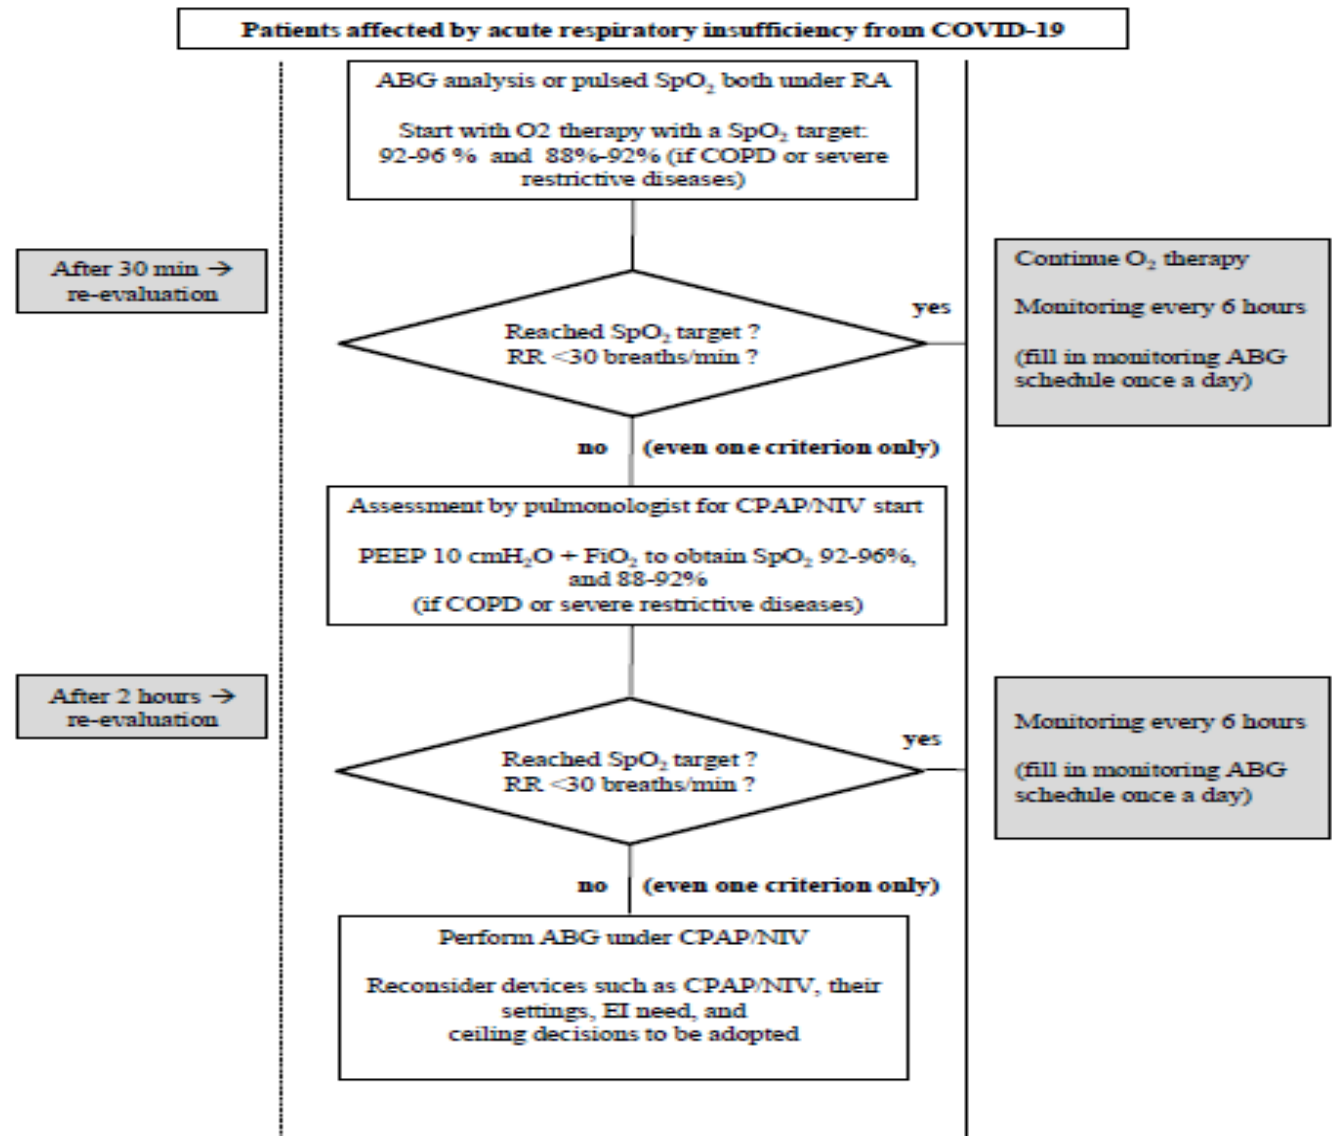 Patients affected by acute respiratory insufficiency from COVID-19
ABG analysis or pulsed SpO₂ both under RA
Start with O2 therapy with a SpO₂ target:
92-96 % and 88%-92% (if COPD or severe
restrictive diseases)
After 30 min →
re-evaluation
Reached SpO₂ target ?
RR <30 breaths/min ?
yes
Continue O₂ therapy
Monitoring every 6 hours
(fill in monitoring ABG
schedule once a day)
no (even one criterion only)
Assessment by pulmonologist for CPAP/NIV start
PEEP 10 cmH₂O + FiO₂ to obtain SpO₂ 92-96%,
and 88-92%
(if COPD or severe restrictive diseases)
After 2 hours →
re-evaluation
Reached SpO₂ target ?
RR <30 breaths/min ?
yes
Monitoring every 6 hours
(fill in monitoring ABG
schedule once a day)
no (even one criterion only)
Perform ABG under CPAP/NIV
Reconsider devices such as CPAP/NIV, their
settings, EI need, and
ceiling decisions to be adopted